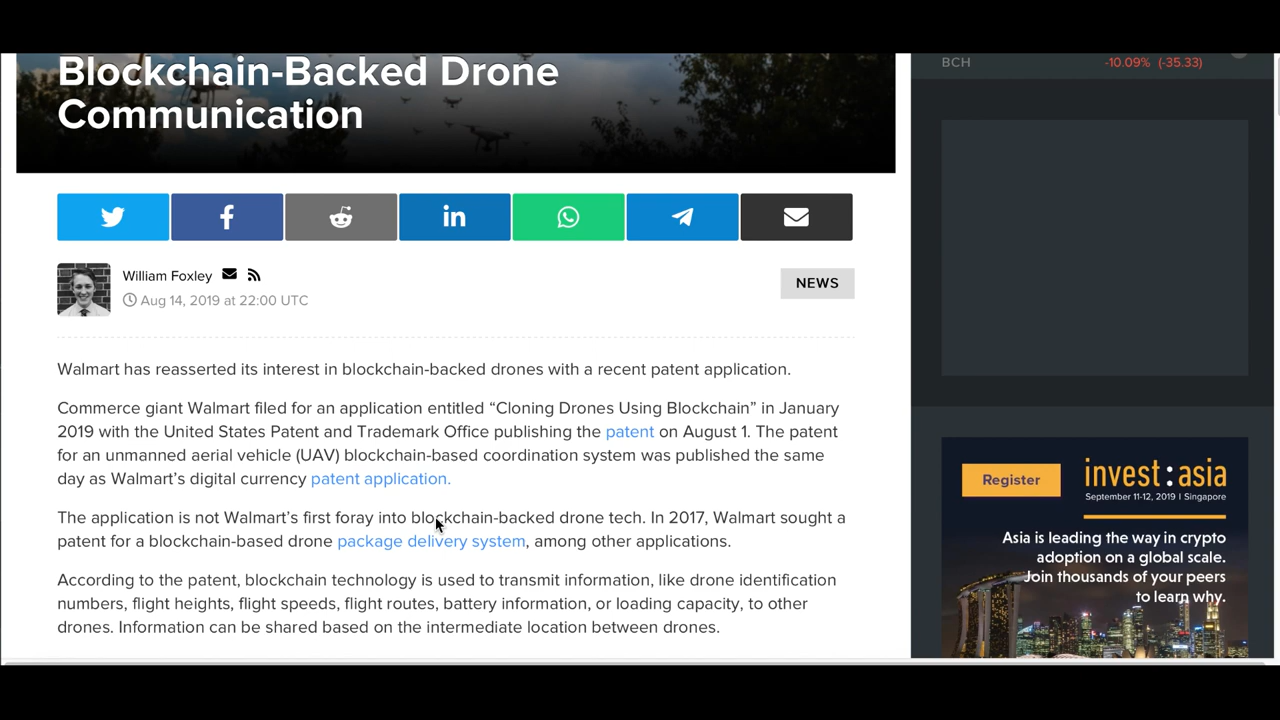 Blockchain-Backed Drone
Communication
BCH -10.09% (-35.33)
William Foxley
Aug 14, 2019 at 22:00 UTC
NEWS
Walmart has reasserted its interest in blockchain-backed drones with a recent patent application.
Commerce giant Walmart filed for an application entitled “Cloning Drones Using Blockchain” in January
2019 with the United States Patent and Trademark Office publishing the patent on August 1. The patent
for an unmanned aerial vehicle (UAV) blockchain-based coordination system was published the same
day as Walmart’s digital currency patent application.
The application is not Walmart’s first foray into blockchain-backed drone tech. In 2017, Walmart sought a
patent for a blockchain-based drone package delivery system, among other applications.
According to the patent, blockchain technology is used to transmit information, like drone identification
numbers, flight heights, flight speeds, flight routes, battery information, or loading capacity, to other
drones. Information can be shared based on the intermediate location between drones.
Register
invest:asia
September 11-12, 2019 | Singapore
Asia is leading the way in crypto
adoption on a global scale.
Join thousands of your peers
to learn why.